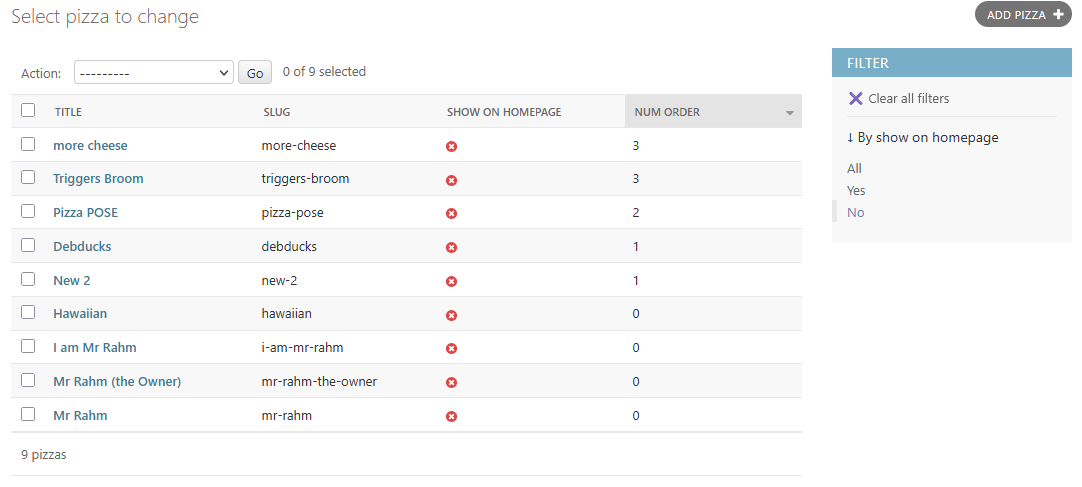 Select pizza to change
ADD PIZZA +
Action: --------- Go 0 of 9 selected
TITLE SLUG SHOW ON HOMEPAGE NUM ORDER
more cheese more-cheese 3
Triggers Broom triggers-broom 3
Pizza POSE pizza-pose 2
Debducks debducks 1
New 2 new-2 1
Hawaiian hawaiian 0
I am Mr Rahm i-am-mr-rahm 0
Mr Rahm (the Owner) mr-rahm-the-owner 0
Mr Rahm mr-rahm 0
9 pizzas
FILTER
Clear all filters
↓ By show on homepage
All
Yes
No